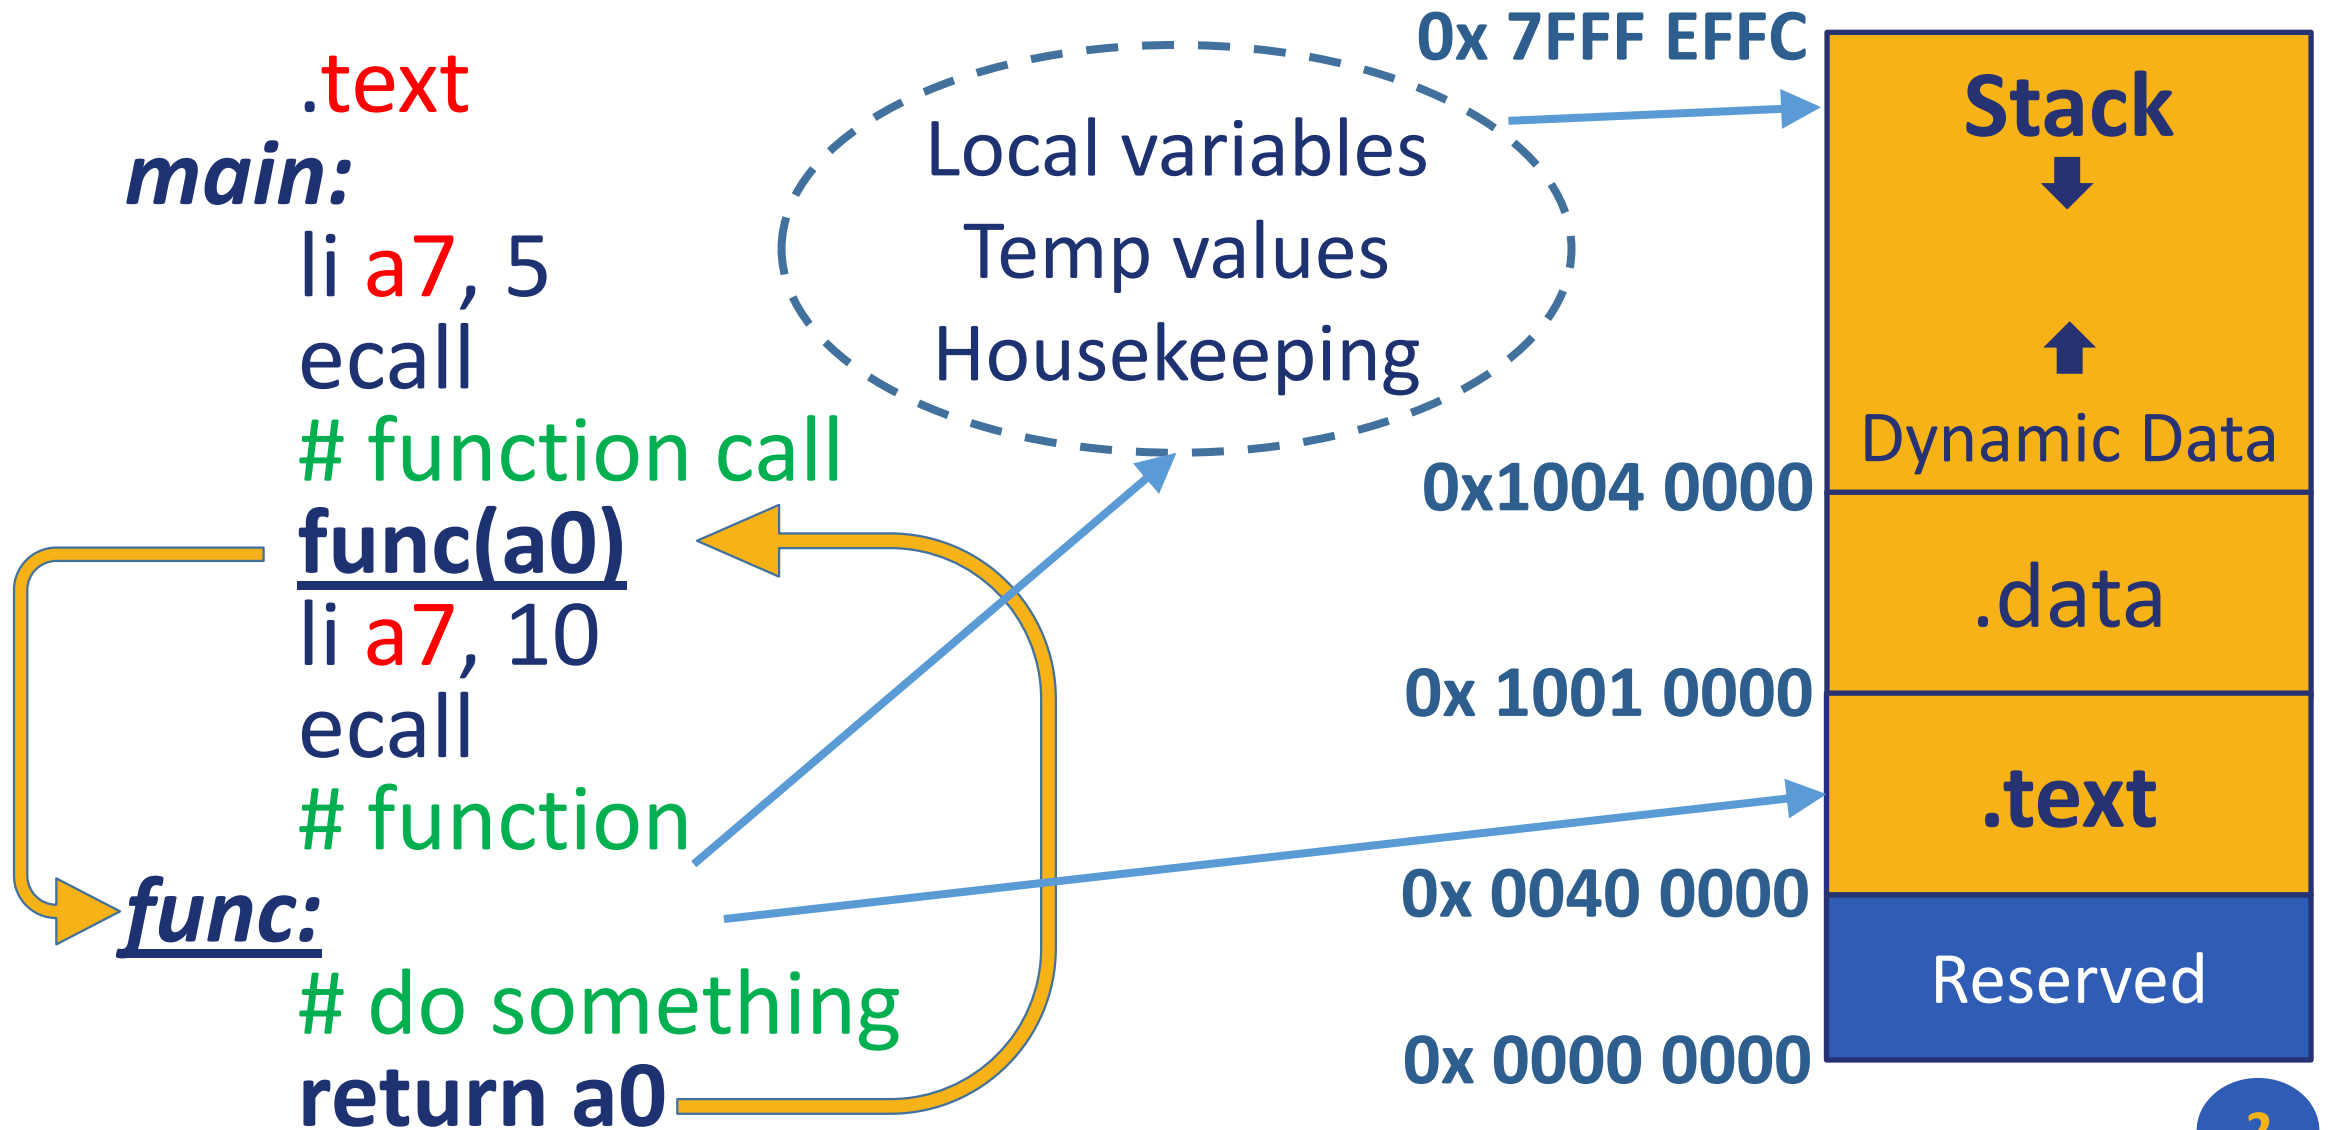 .text
main:
li a7, 5
ecall
# function call
func(a0)
li a7, 10
ecall
# function
func:
# do something
return a0
Local variables
Temp values
Housekeeping
0x 7FFF EFFC
Stack
Dynamic Data
0x1004 0000
.data
0x 1001 0000
.text
0x 0040 0000
Reserved
0x 0000 0000